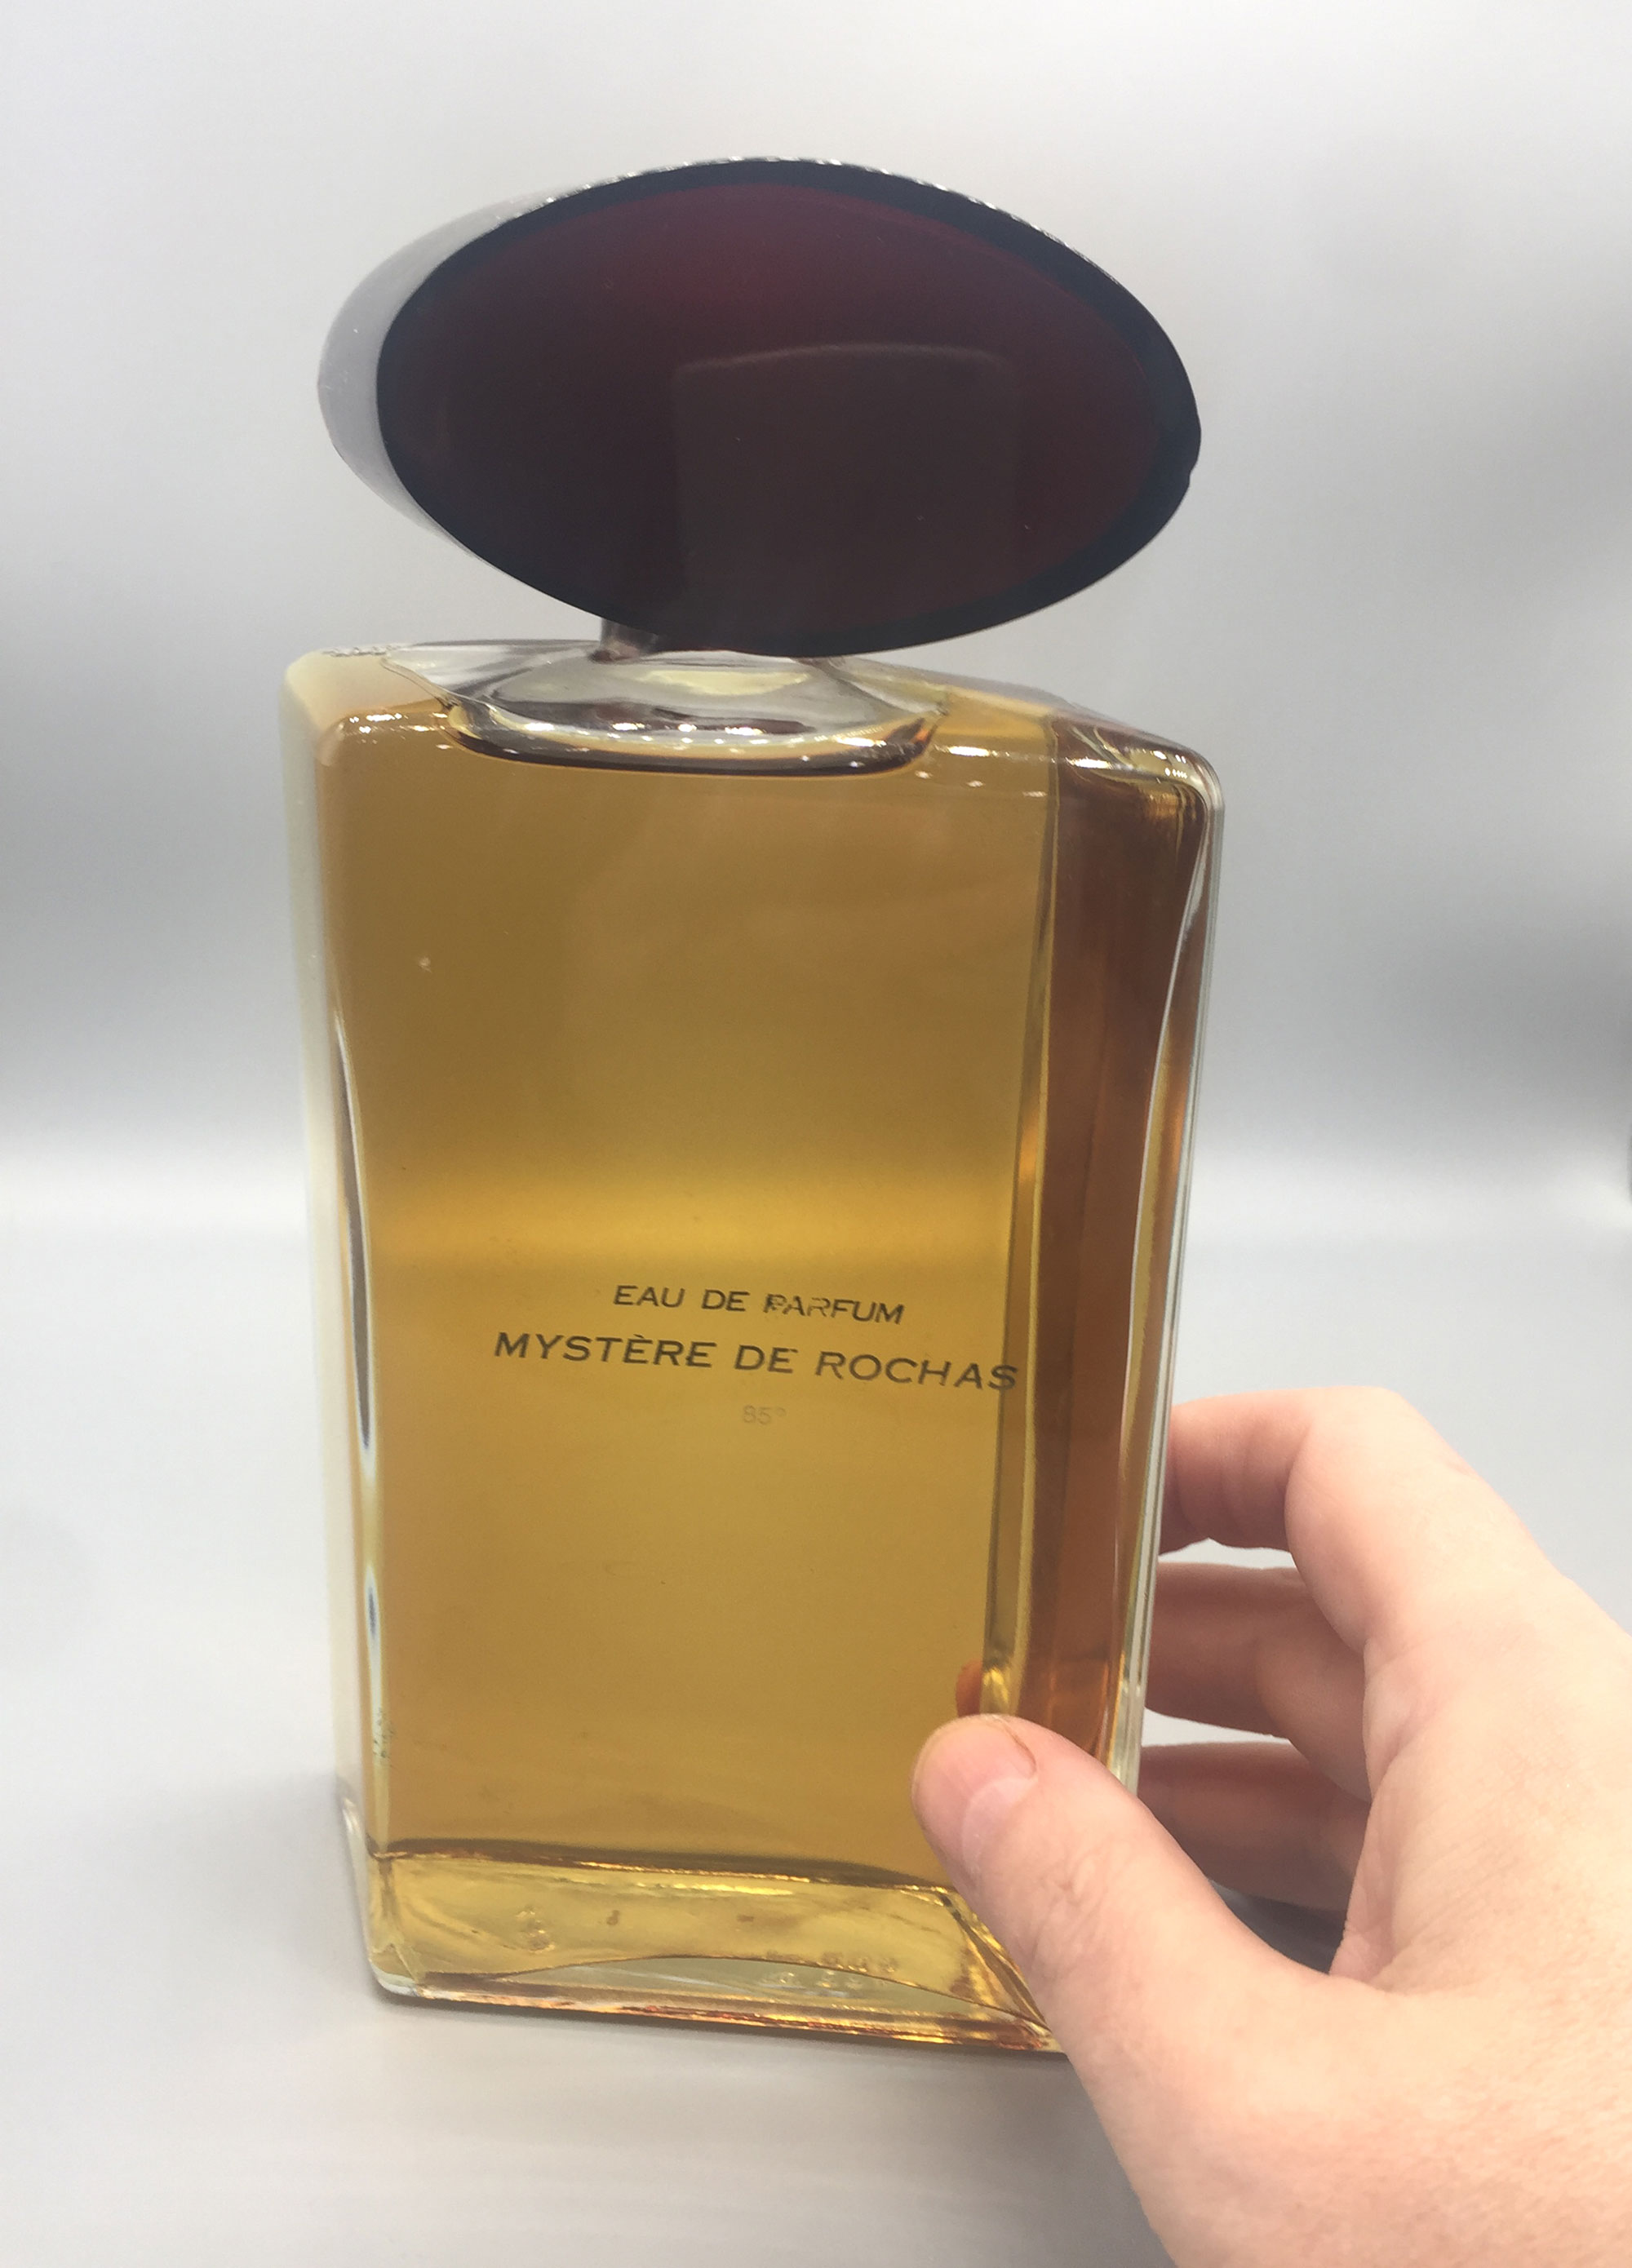 EAU DE PARFUM
MYSTÈRE DE ROCHAS
85°